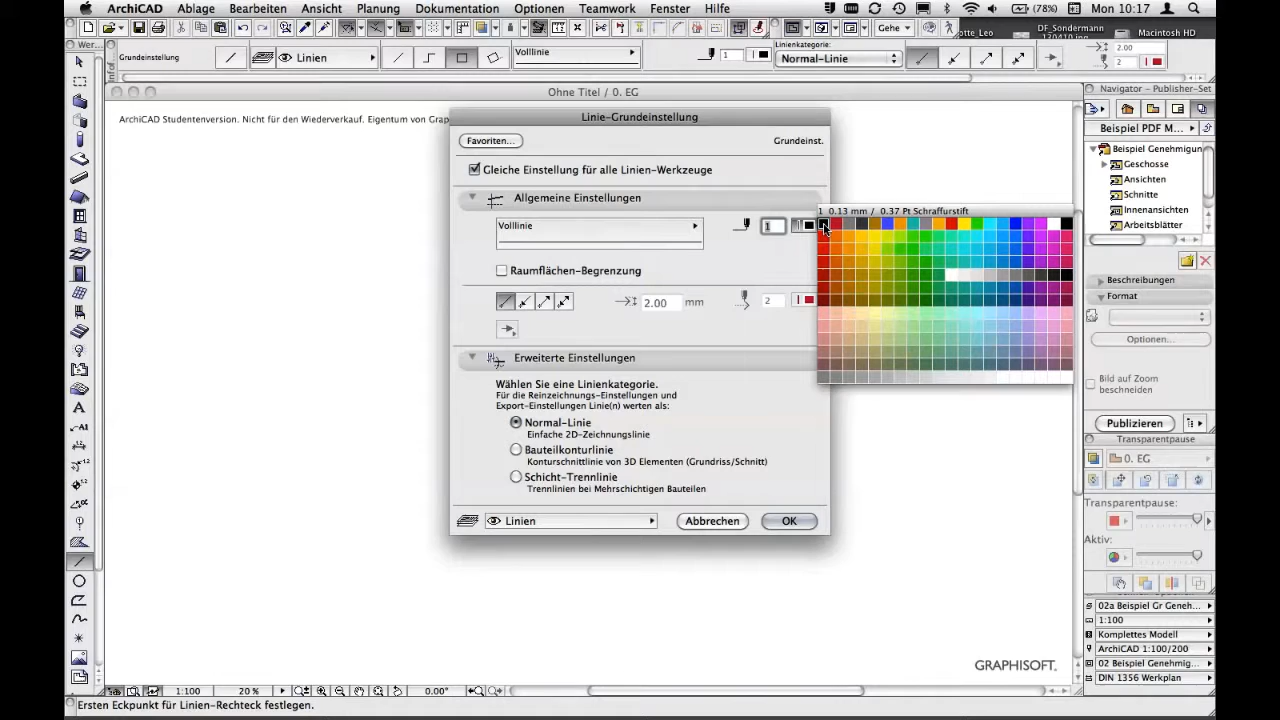 ArchiCAD Ablage Bearbeiten Ansicht Planung Dokumentation Optionen Teamwork Fenster Hilfe (78%) Mon 10:17
Gehe
otte_Leo
DF_Sondermann
Macintosh HD
Wer...
Grundeinstellung
Linien
Volllinie
1
Linienkategorie:
Normal-Linie
2.00
2
Ohne Titel / 0. EG
Navigator - Publisher-Set
ArchiCAD Studentenversion. Nicht für den Wiederverkauf. Eigentum von Grap
Linie-Grundeinstellung
Favoriten...
Grundeinst.
Gleiche Einstellung für alle Linien-Werkzeuge
Allgemeine Einstellungen
Volllinie
1
1 0.13 mm / 0.37 Pt Schraffurstift
Raumflächen-Begrenzung
2.00 mm
2
Erweiterte Einstellungen
Wählen Sie eine Linienkategorie.
Für die Reinzeichnungs-Einstellungen und
Export-Einstellungen Linie(n) werten als:
Normal-Linie
Einfache 2D-Zeichnungslinie
Bauteilkonturlinie
Konturschnittlinie von 3D Elementen (Grundriss/Schnitt)
Schicht-Trennlinie
Trennlinien bei Mehrschichtigen Bauteilen
Linien
Abbrechen
OK
Beispiel PDF M...
Beispiel Genehmigun
Geschosse
Ansichten
Schnitte
Innenansichten
Arbeitsblätter
Beschreibungen
Format
Optionen...
Bild auf Zoom
beschneiden
Publizieren
Transparentpause
0. EG
Transparentpause:
Aktiv:
02a Beispiel Gr Geneh...
1:100
Komplettes Modell
ArchiCAD 1:100/200
02 Beispiel Genehmig...
DIN 1356 Werkplan
GRAPHISOFT.
1:100
20 %
0.00°
Ersten Eckpunkt für Linien-Rechteck festlegen.